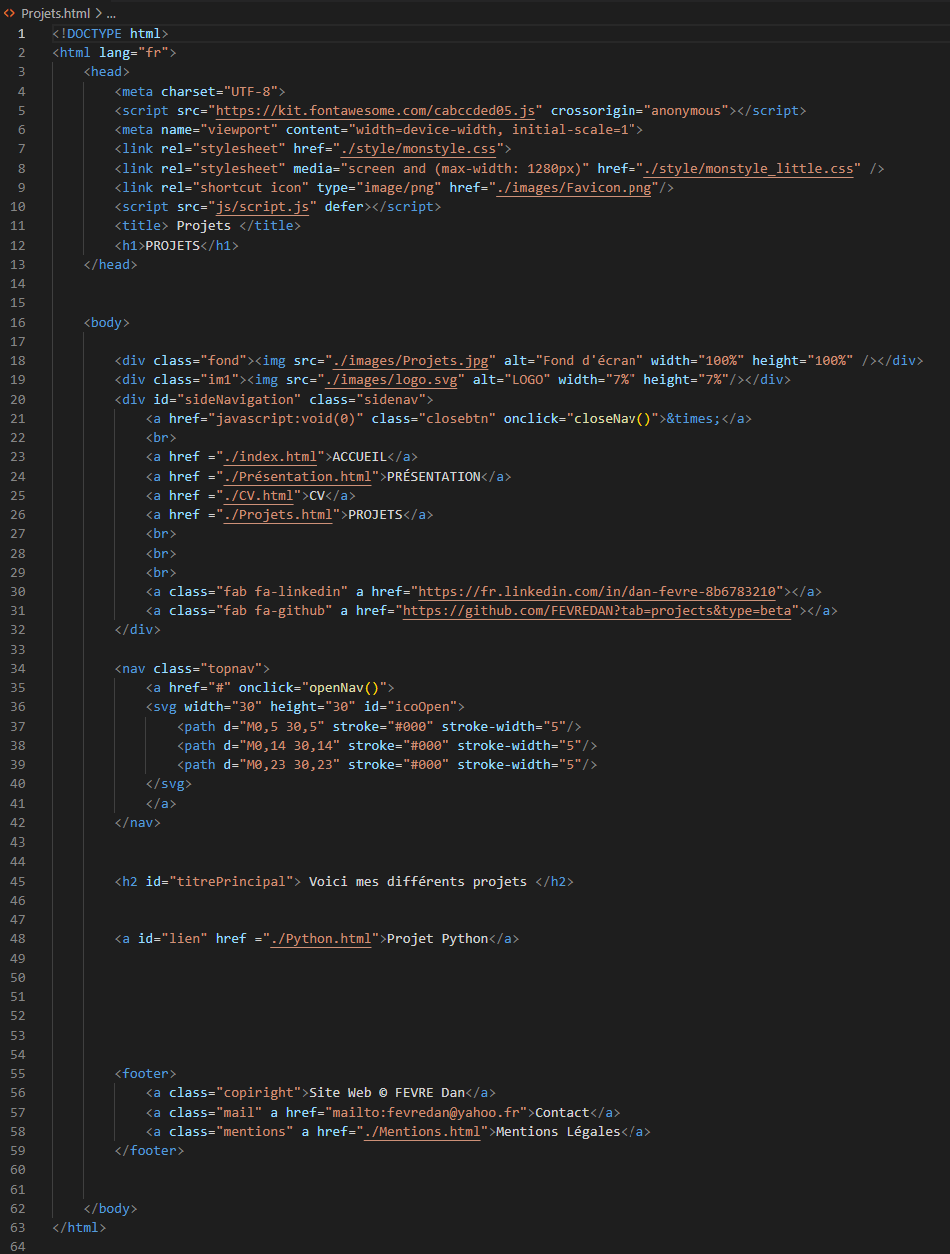 Projets.html > ...
1 <!DOCTYPE html>
2 <html lang="fr">
3 <head>
4 <meta charset="UTF-8">
5 <script src="https://kit.fontawesome.com/cabccded05.js" crossorigin="anonymous"></script>
6 <meta name="viewport" content="width=device-width, initial-scale=1">
7 <link rel="stylesheet" href="./style/monstyle.css">
8 <link rel="stylesheet" media="screen and (max-width: 1280px)" href="./style/monstyle_little.css" />
9 <link rel="shortcut icon" type="image/png" href="./images/Favicon.png"/>
10 <script src="js/script.js" defer></script>
11 <title> Projets </title>
12 <h1>PROJETS</h1>
13 </head>
14
15
16 <body>
17
18 <div class="fond"><img src="./images/Projets.jpg" alt="Fond d'écran" width="100%" height="100%" /></div>
19 <div class="im1"><img src="./images/logo.svg" alt="LOGO" width="7%" height="7%"/></div>
20 <div id="sideNavigation" class="sidenav">
21 <a href="javascript:void(0)" class="closebtn" onclick="closeNav()">&times;</a>
22 <br>
23 <a href ="./index.html">ACCUEIL</a>
24 <a href ="./Présentation.html">PRÉSENTATION</a>
25 <a href ="./CV.html">CV</a>
26 <a href ="./Projets.html">PROJETS</a>
27 <br>
28 <br>
29 <br>
30 <a class="fab fa-linkedin" a href="https://fr.linkedin.com/in/dan-fevre-8b6783210"></a>
31 <a class="fab fa-github" a href="https://github.com/FEVREDAN?tab=projects&type=beta"></a>
32 </div>
33
34 <nav class="topnav">
35 <a href="#" onclick="openNav()">
36 <svg width="30" height="30" id="icoOpen">
37 <path d="M0,5 30,5" stroke="#000" stroke-width="5"/>
38 <path d="M0,14 30,14" stroke="#000" stroke-width="5"/>
39 <path d="M0,23 30,23" stroke="#000" stroke-width="5"/>
40 </svg>
41 </a>
42 </nav>
43
44
45 <h2 id="titrePrincipal"> Voici mes différents projets </h2>
46
47
48 <a id="lien" href ="./Python.html">Projet Python</a>
49
50
51
52
53
54
55 <footer>
56 <a class="copiright">Site Web © FEVRE Dan</a>
57 <a class="mail" a href="mailto:fevredan@yahoo.fr">Contact</a>
58 <a class="mentions" a href="./Mentions.html">Mentions Légales</a>
59 </footer>
60
61
62 </body>
63 </html>
64